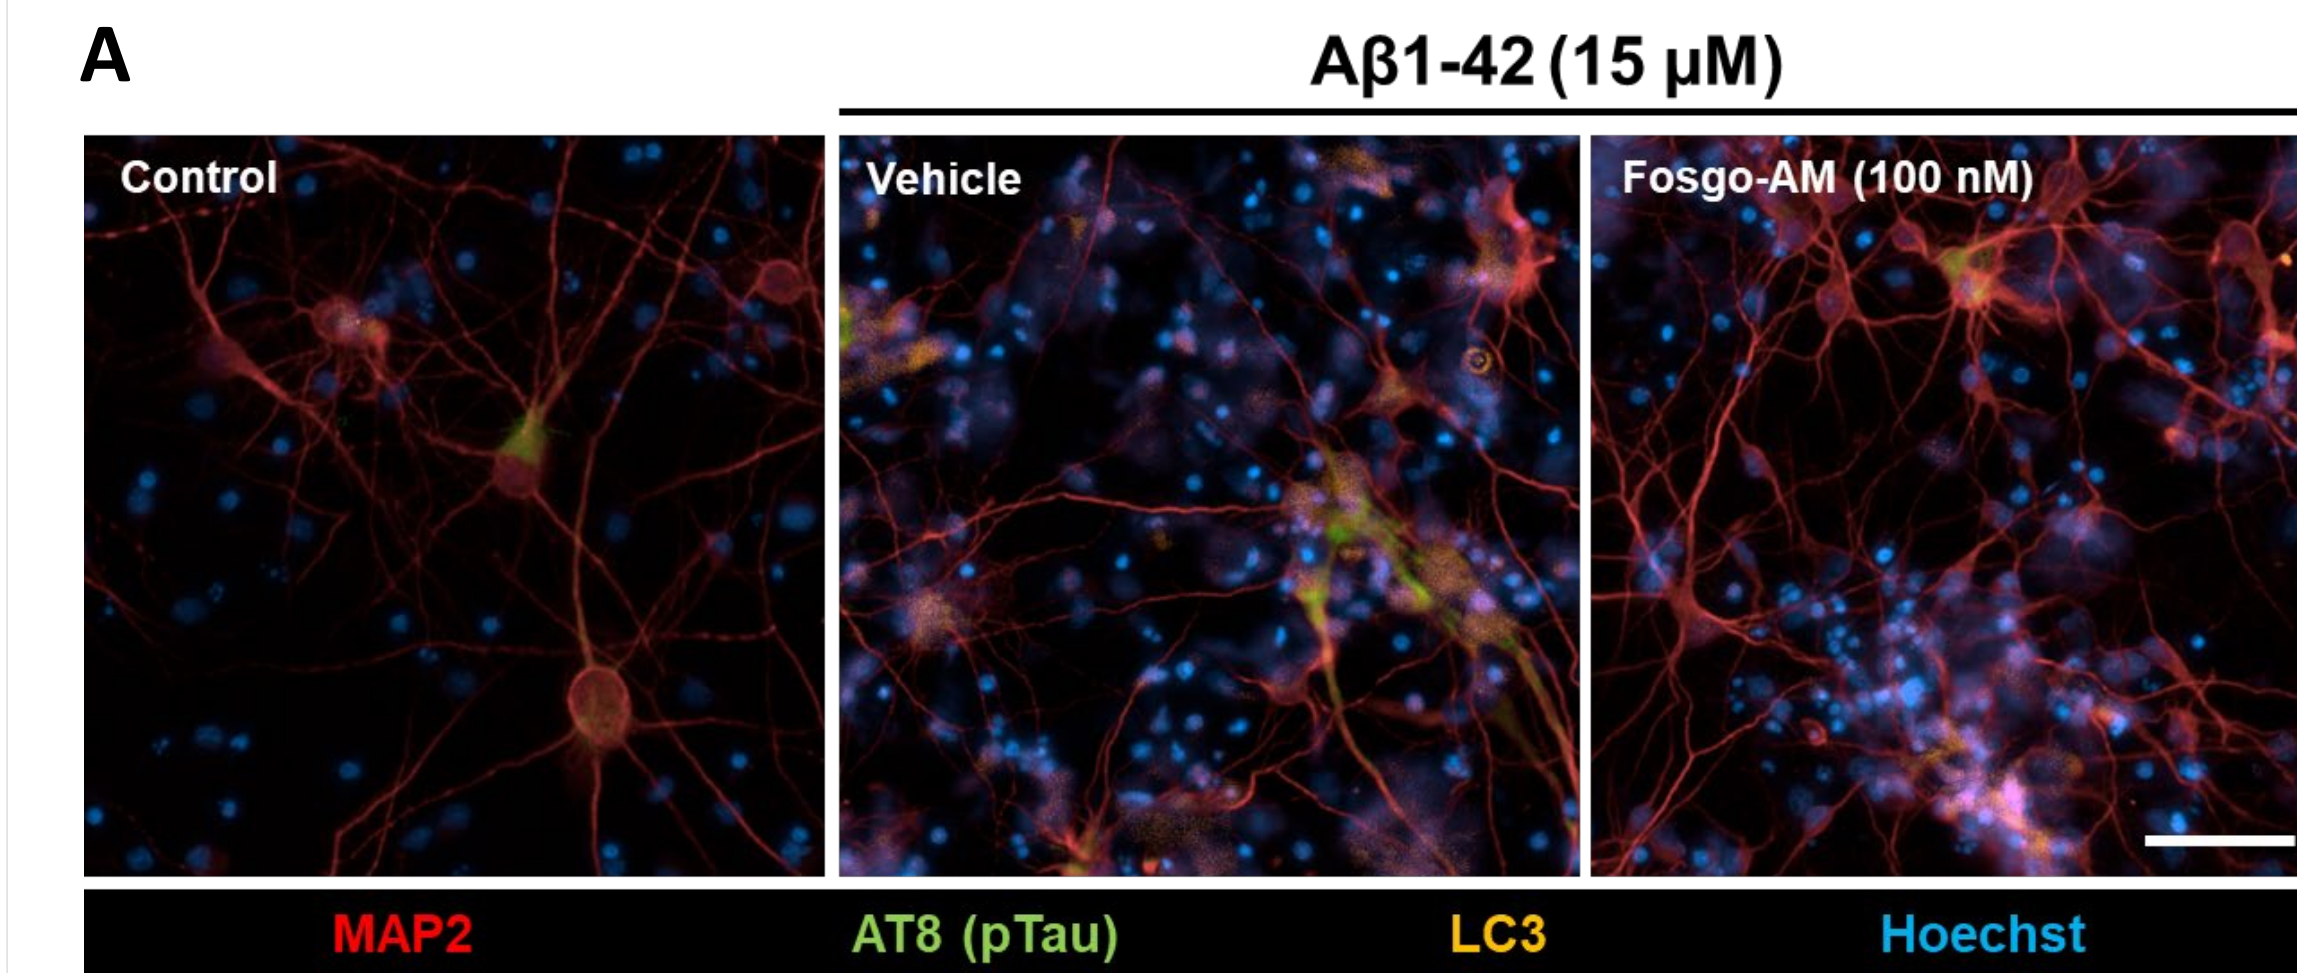 A
Aβ1-42 (15 µM)
Control
Vehicle
Fosgo-AM (100 nM)
MAP2 AT8 (pTau) LC3 Hoechst